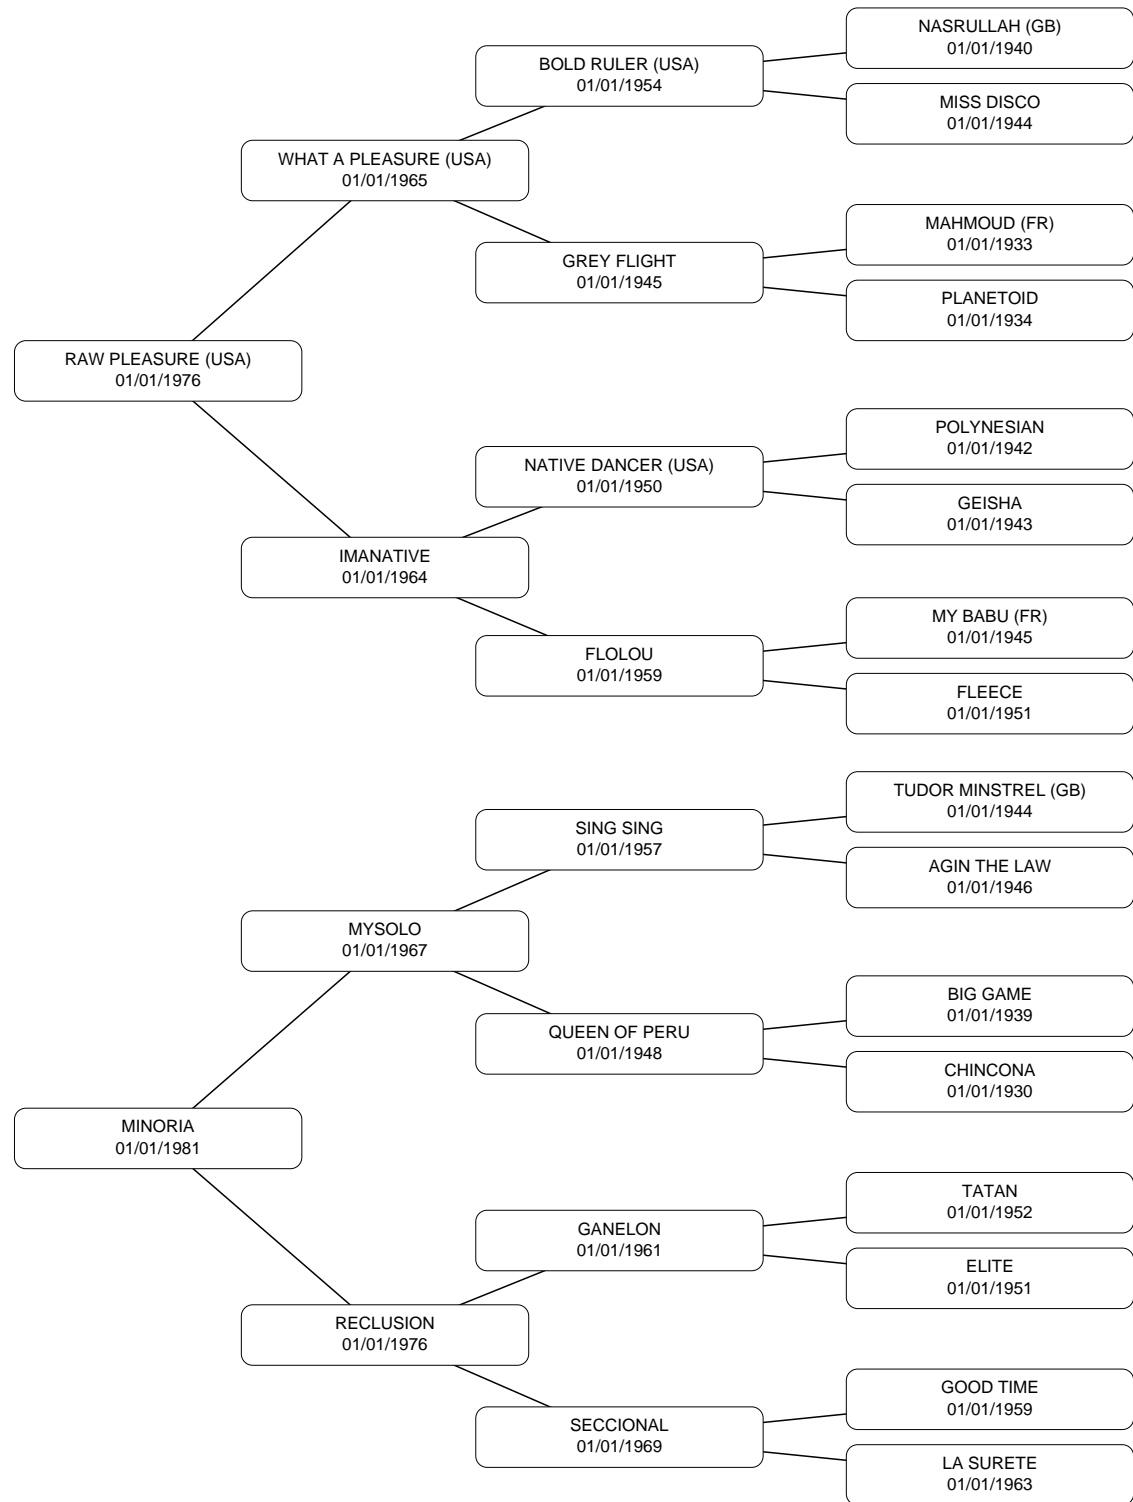 NASRULLAH (GB)
01/01/1940
BOLD RULER (USA)
01/01/1954
MISS DISCO
01/01/1944
WHAT A PLEASURE (USA)
01/01/1965
MAHMOUD (FR)
01/01/1933
GREY FLIGHT
01/01/1945
PLANETOID
01/01/1934
RAW PLEASURE (USA)
01/01/1976
POLYNESIAN
01/01/1942
NATIVE DANCER (USA)
01/01/1950
GEISHA
01/01/1943
IMANATIVE
01/01/1964
MY BABU (FR)
01/01/1945
FLOLOU
01/01/1959
FLEECE
01/01/1951
TUDOR MINSTREL (GB)
01/01/1944
SING SING
01/01/1957
AGIN THE LAW
01/01/1946
MYSOLO
01/01/1967
BIG GAME
01/01/1939
QUEEN OF PERU
01/01/1948
CHINCONA
01/01/1930
MINORIA
01/01/1981
TATAN
01/01/1952
GANELON
01/01/1961
ELITE
01/01/1951
RECLUSION
01/01/1976
GOOD TIME
01/01/1959
SECCIONAL
01/01/1969
LA SURETE
01/01/1963